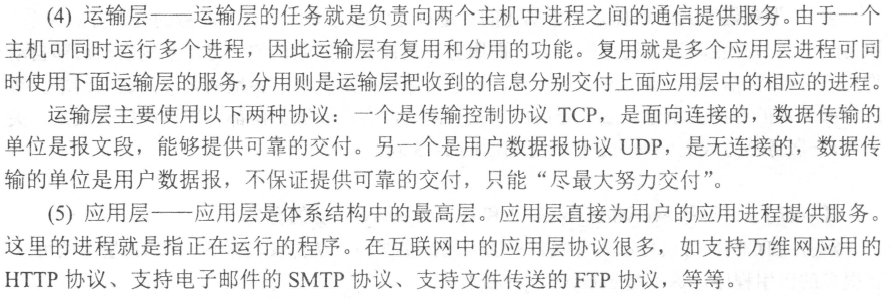 (4) 运输层——运输层的任务就是负责向两个主机中进程之间的通信提供服务。由于一个
主机可同时运行多个进程，因此运输层有复用和分用的功能。复用就是多个应用层进程可同
时使用下面运输层的服务，分用则是运输层把收到的信息分别交付上面应用层中的相应的进程。
运输层主要使用以下两种协议：一个是传输控制协议 TCP，是面向连接的，数据传输的
单位是报文段，能够提供可靠的交付。另一个是用户数据报协议 UDP，是无连接的，数据传
输的单位是用户数据报，不保证提供可靠的交付，只能“尽最大努力交付”。
(5) 应用层——应用层是体系结构中的最高层。应用层直接为用户的应用进程提供服务。
这里的进程就是指正在运行的程序。在互联网中的应用层协议很多，如支持万维网应用的
HTTP 协议、支持电子邮件的 SMTP 协议、支持文件传送的 FTP 协议，等等。